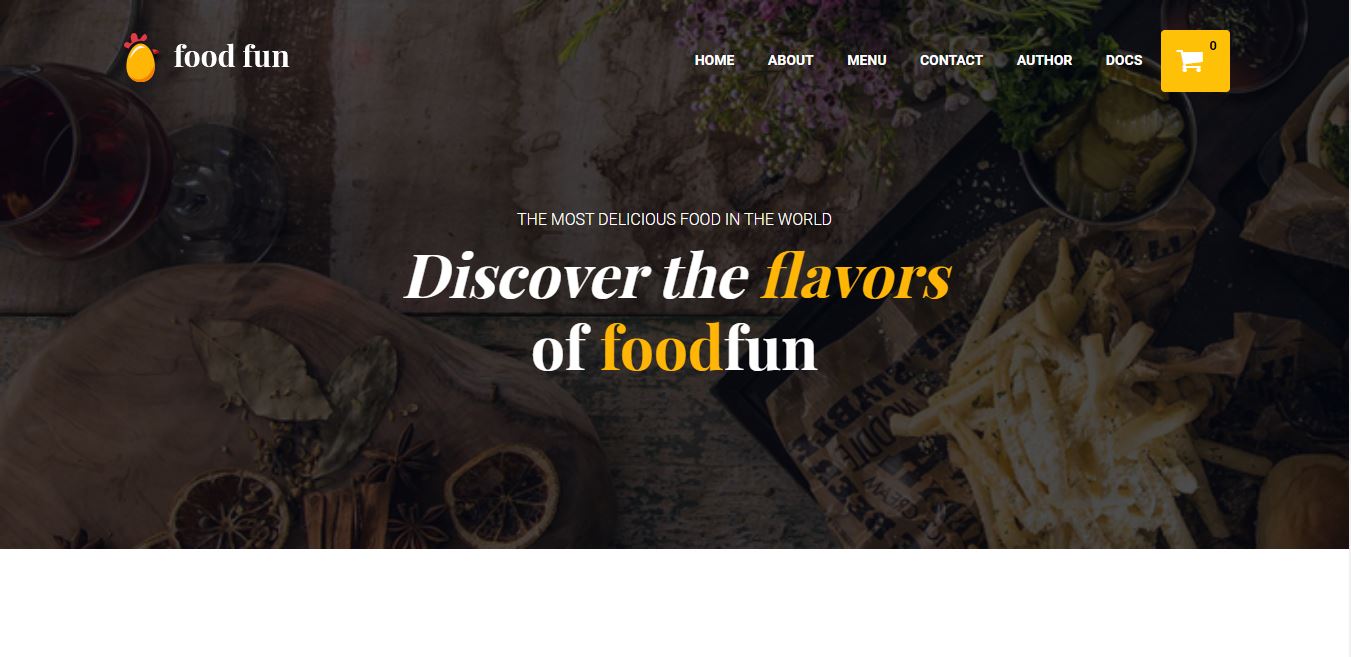 food fun
HOME ABOUT MENU CONTACT AUTHOR DOCS 0
THE MOST DELICIOUS FOOD IN THE WORLD
Discover the flavors
of foodfun